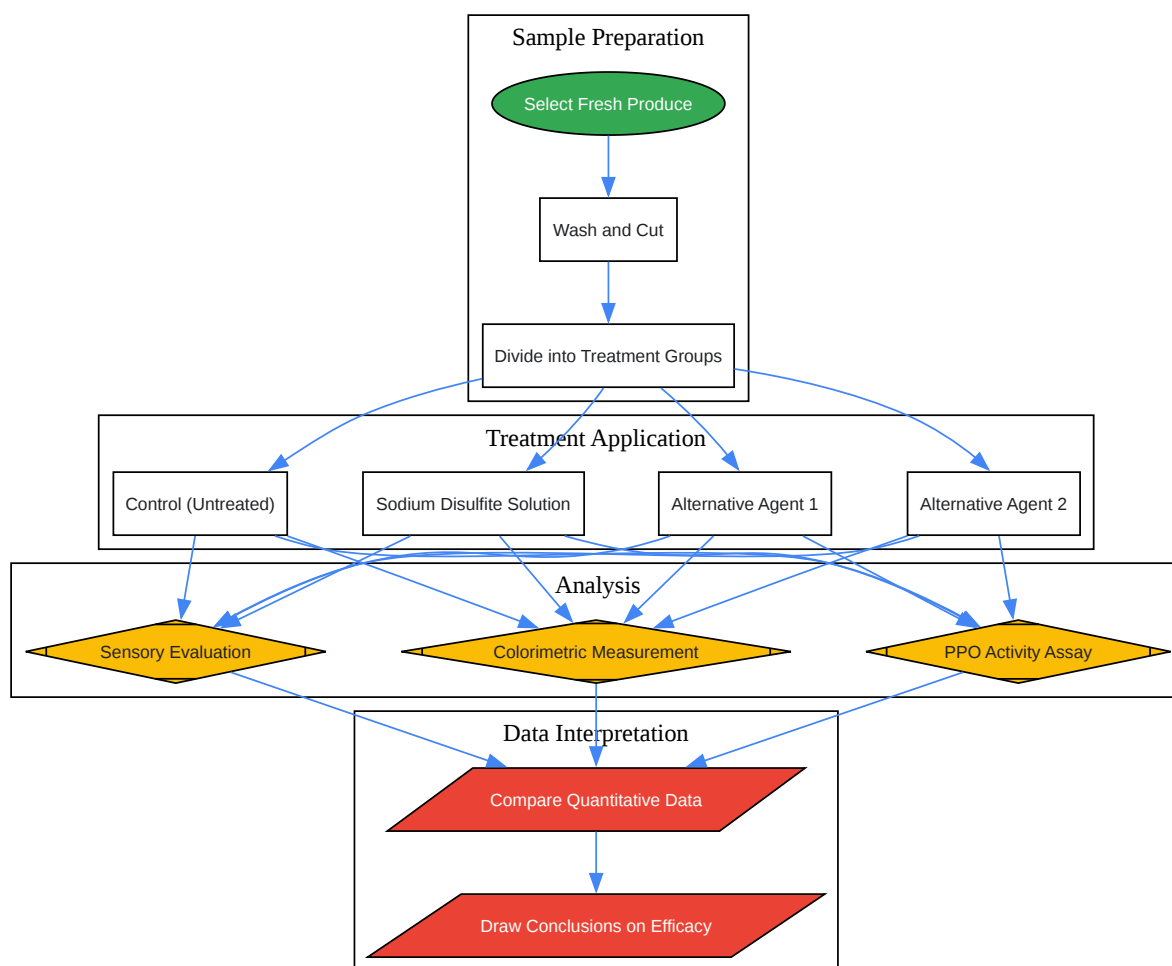 Sample Preparation
Select Fresh Produce
Wash and Cut
Divide into Treatment Groups
Treatment Application
Control (Untreated)
Sodium Disulfite Solution
Alternative Agent 1
Alternative Agent 2
Analysis
Sensory Evaluation
Colorimetric Measurement
PPO Activity Assay
Data Interpretation
Compare Quantitative Data
Draw Conclusions on Efficacy